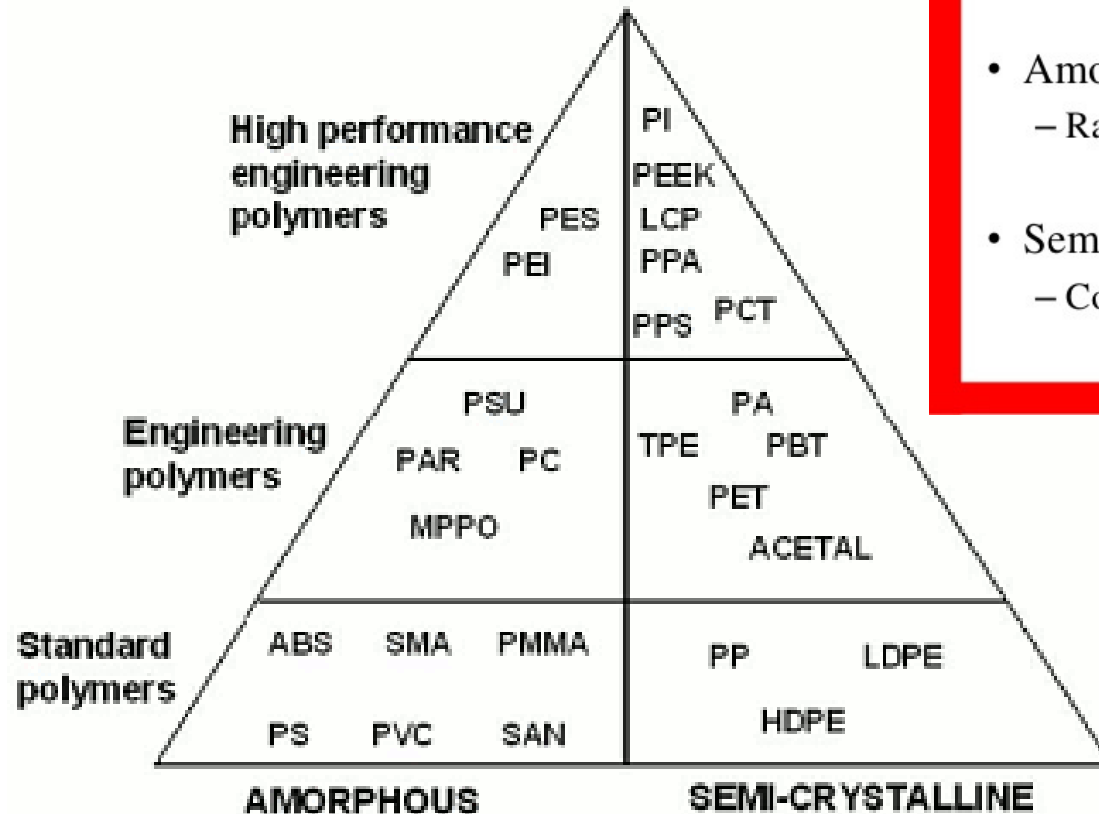 High performance
engineering
polymers
PI
PEEK
PES
LCP
PEI
PPA
PPS
PCT
Engineering
polymers
PSU
PAR
PC
MPPO
PA
TPE
PBT
PET
ACETAL
Standard
polymers
ABS SMA PMMA
PS PVC SAN
PP LDPE
HDPE
AMORPHOUS
SEMI-CRYSTALLINE
• Amo
– Ra
• Sem
– Co